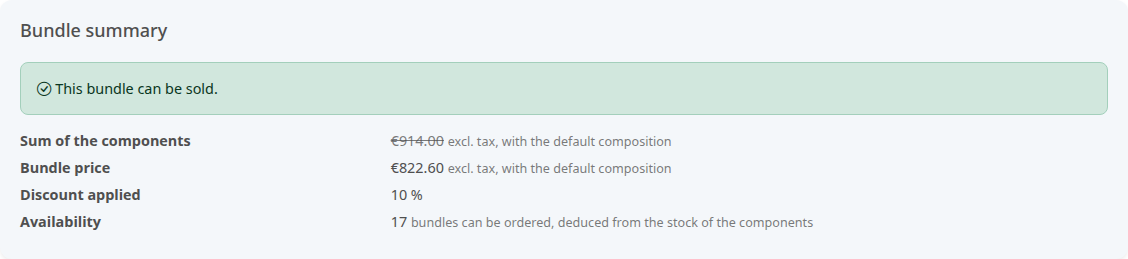 Bundle summary
This bundle can be sold.
Sum of the components €914.00 excl. tax, with the default composition
Bundle price €822.60 excl. tax, with the default composition
Discount applied 10 %
Availability 17 bundles can be ordered, deduced from the stock of the components